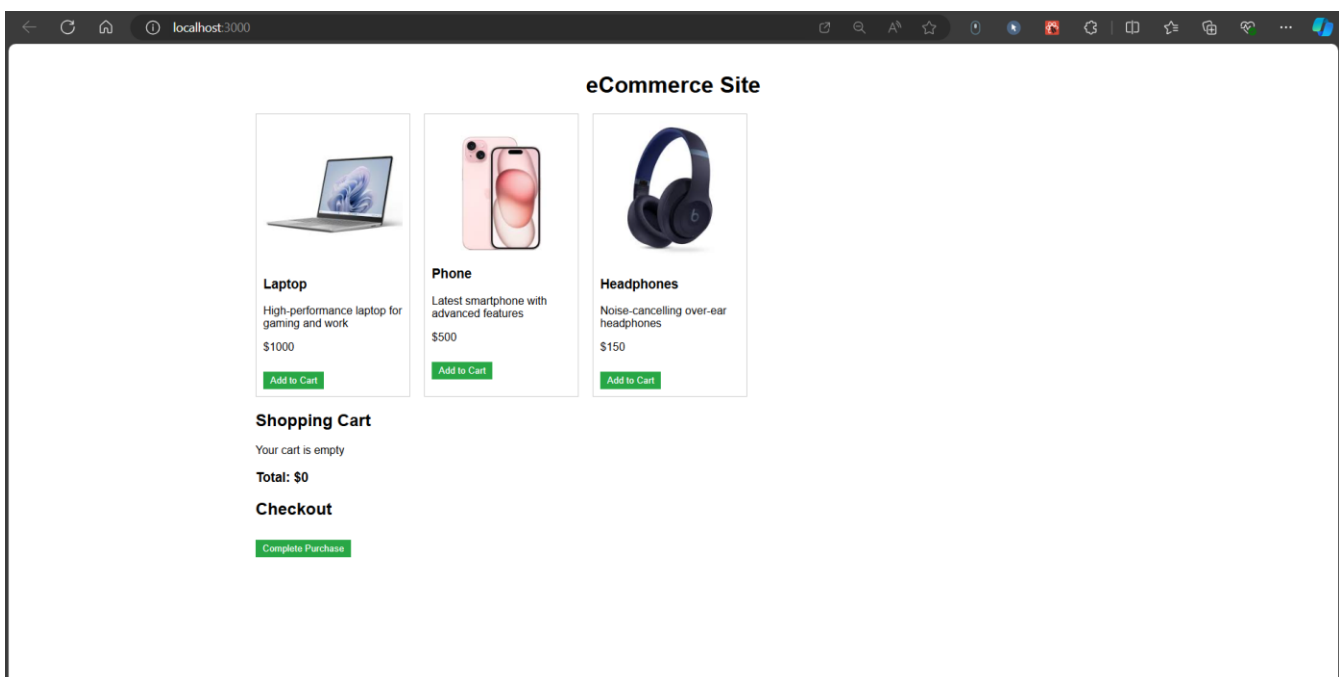 localhost:3000
eCommerce Site
Laptop
High-performance laptop for
gaming and work
$1000
Add to Cart
Phone
Latest smartphone with
advanced features
$500
Add to Cart
Headphones
Noise-cancelling over-ear
headphones
$150
Add to Cart
Shopping Cart
Your cart is empty
Total: $0
Checkout
Complete Purchase